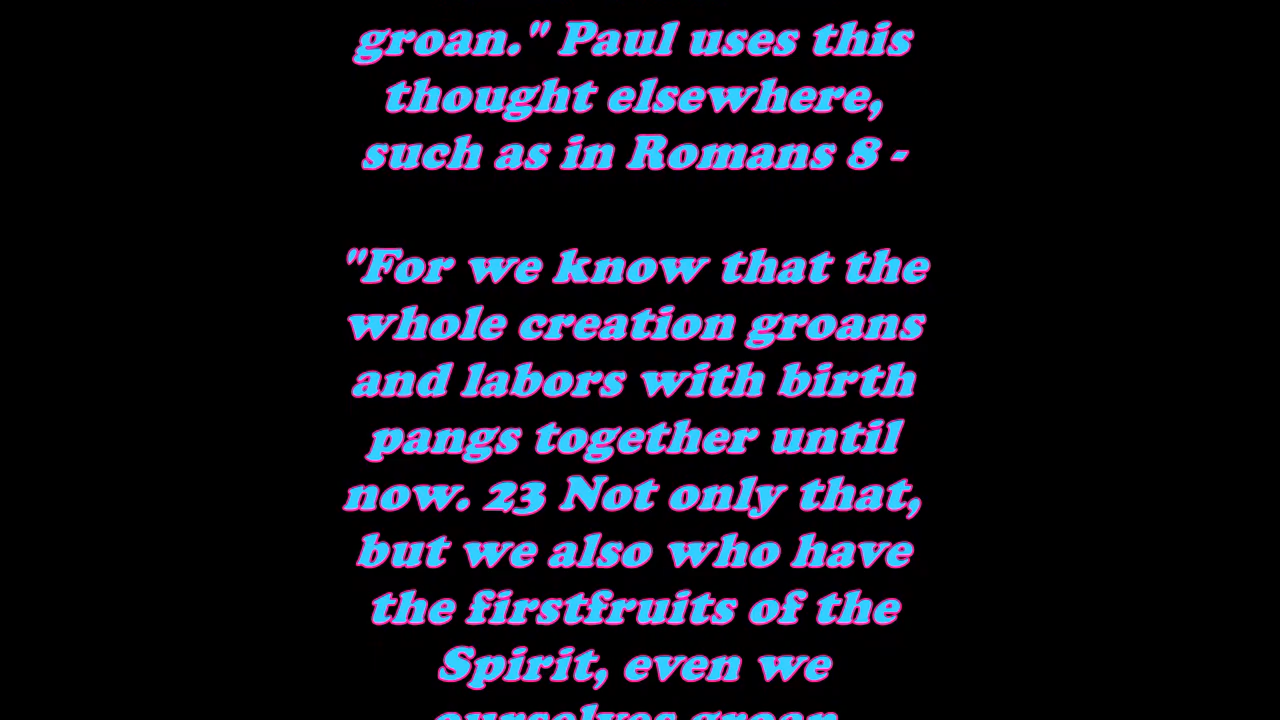 groan." Paul uses this
thought elsewhere,
such as in Romans 8 -
"For we know that the
whole creation groans
and labors with birth
pangs together until
now. 23 Not only that,
but we also who have
the firstfruits of the
Spirit, even we
ourselves groan